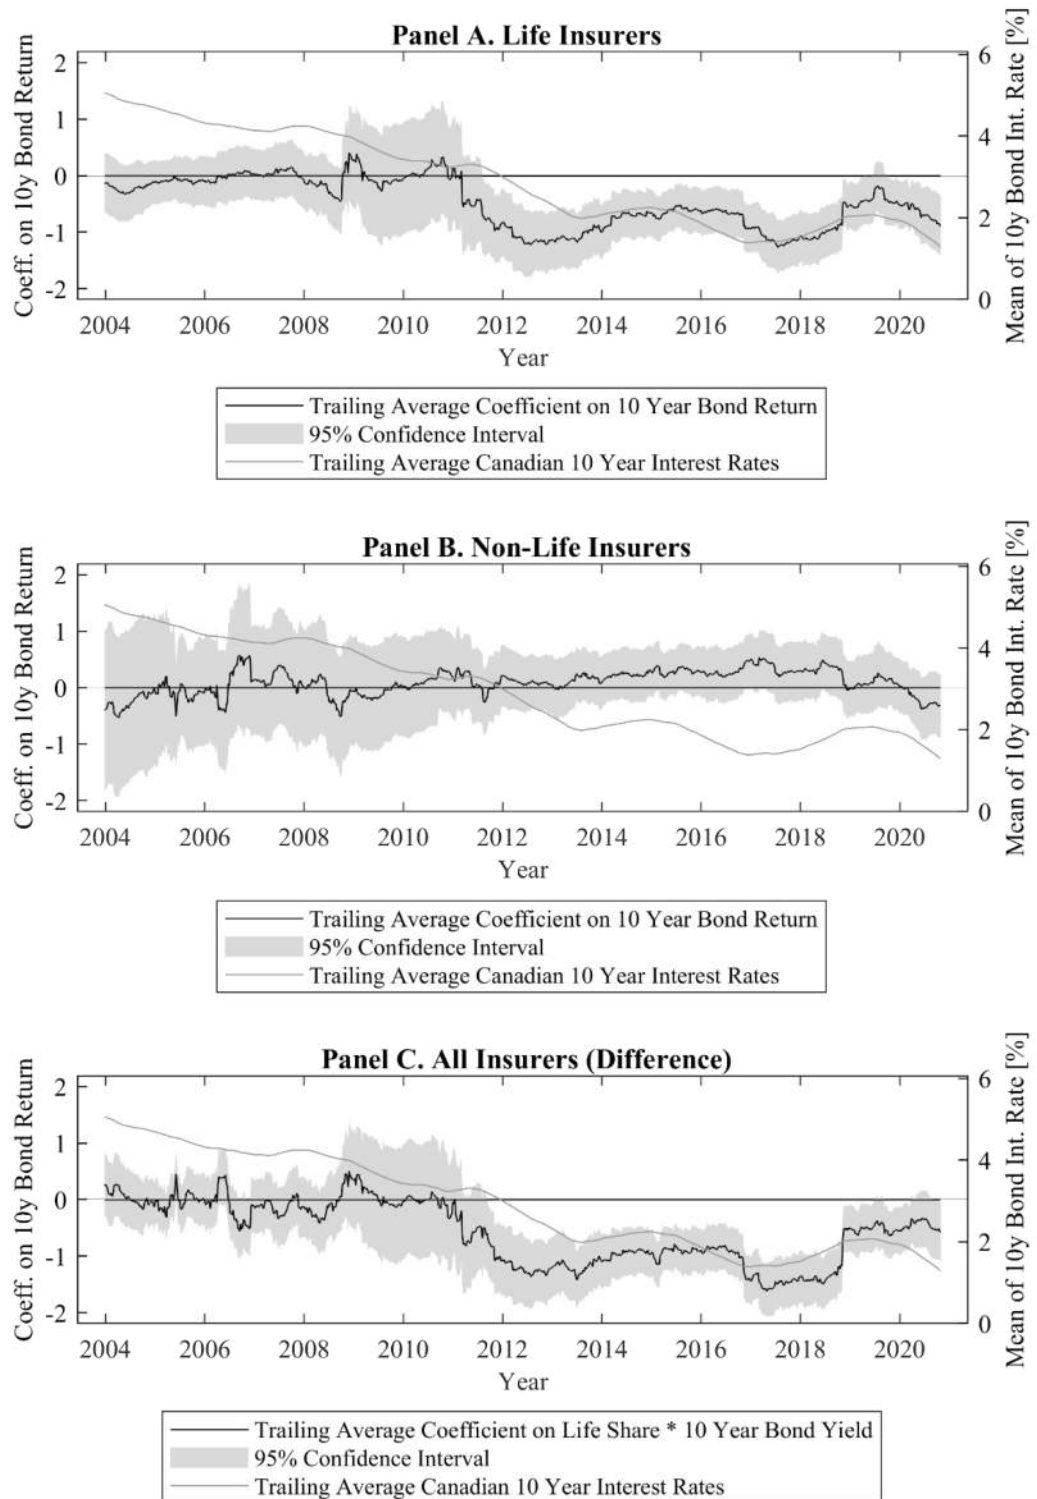 Panel A. Life Insurers
Coeff. on 10y Bond Return
2
1
0
-1
-2
Mean of 10y Bond Int. Rate [%]
6
4
2
0
2004 2006 2008 2010 2012 2014 2016 2018 2020
Year
Trailing Average Coefficient on 10 Year Bond Return
95% Confidence Interval
Trailing Average Canadian 10 Year Interest Rates
Panel B. Non-Life Insurers
Coeff. on 10y Bond Return
2
1
0
-1
-2
Mean of 10y Bond Int. Rate [%]
6
4
2
0
2004 2006 2008 2010 2012 2014 2016 2018 2020
Year
Trailing Average Coefficient on 10 Year Bond Return
95% Confidence Interval
Trailing Average Canadian 10 Year Interest Rates
Panel C. All Insurers (Difference)
Coeff. on 10y Bond Return
2
1
0
-1
-2
Mean of 10y Bond Int. Rate [%]
6
4
2
0
2004 2006 2008 2010 2012 2014 2016 2018 2020
Year
Trailing Average Coefficient on Life Share * 10 Year Bond Yield
95% Confidence Interval
Trailing Average Canadian 10 Year Interest Rates